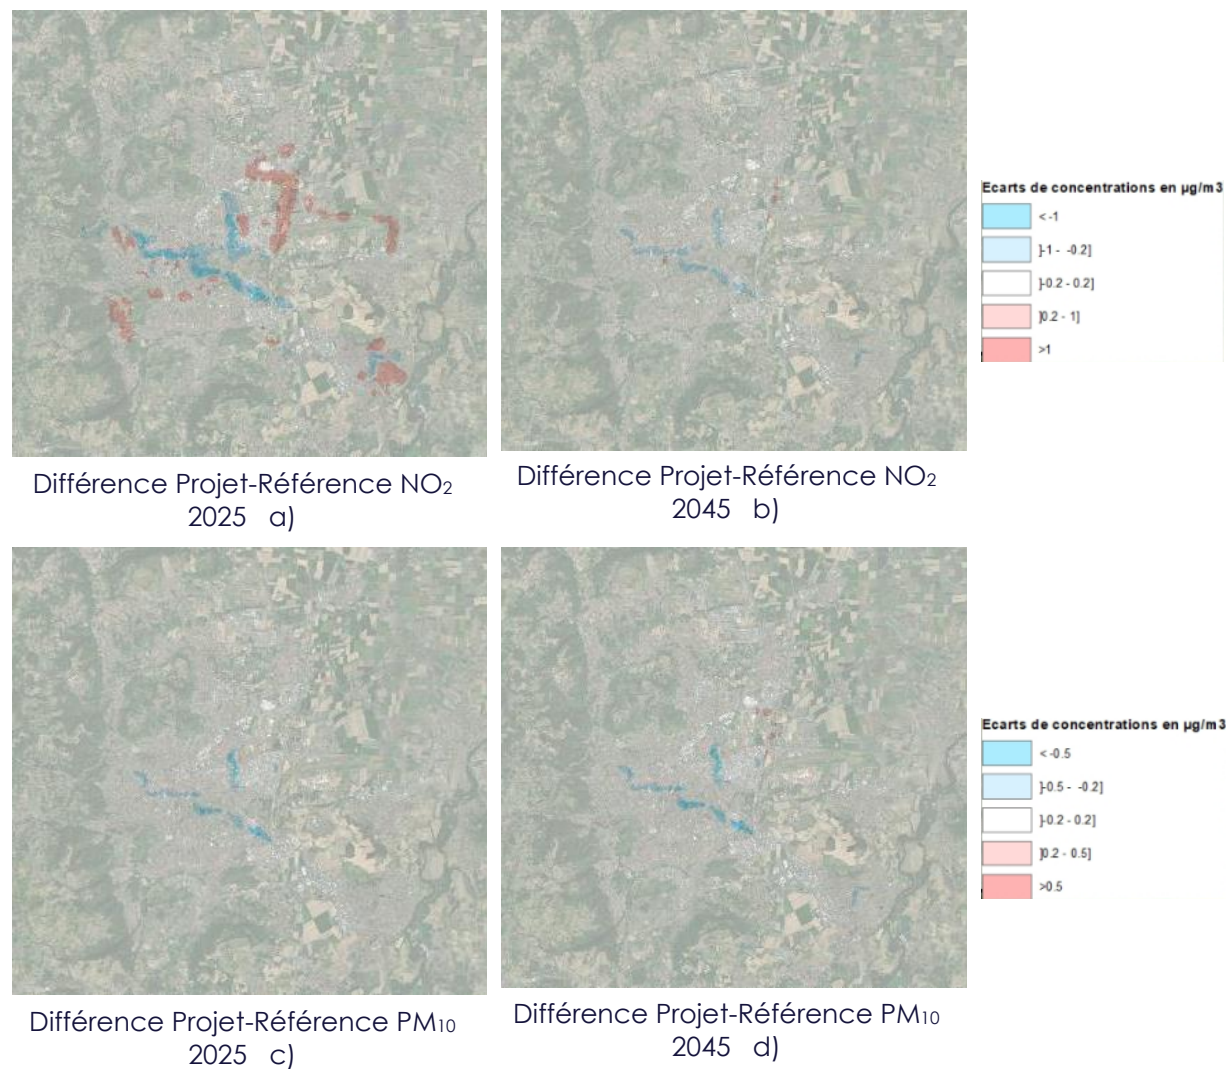 Ecarts de concentrations en µg/m3
< -1
]-1 - -0.2]
]-0.2 - 0.2]
]0.2 - 1]
>1
Différence Projet-Référence NO₂
2025 a)
Différence Projet-Référence NO₂
2045 b)
Ecarts de concentrations en µg/m3
< -0.5
]-0.5 - -0.2]
]-0.2 - 0.2]
]0.2 - 0.5]
>0.5
Différence Projet-Référence PM₁₀
2025 c)
Différence Projet-Référence PM₁₀
2045 d)